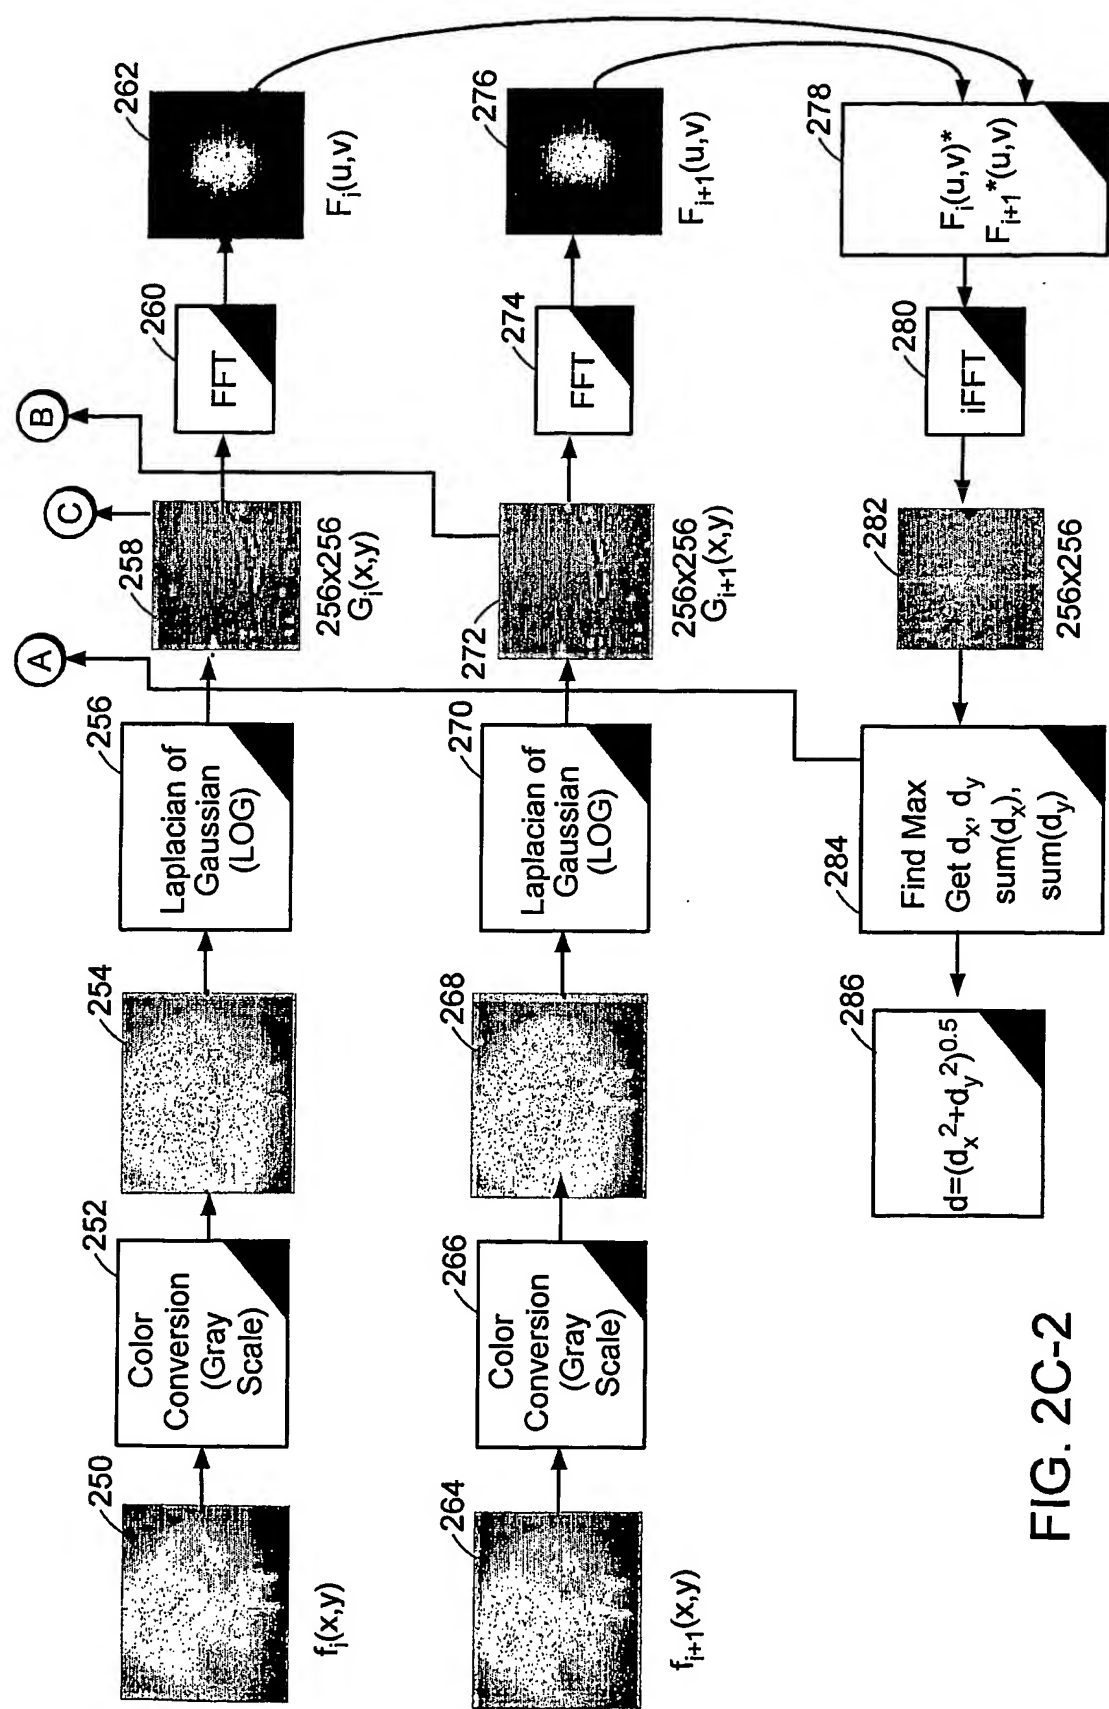 A
C
B
250
252
254
256
258
260
262
Color
Conversion
(Gray
Scale)
Laplacian of
Gaussian
(LOG)
FFT
f_i(x,y)
256x256
G_i(x,y)
F_i(u,v)
264
266
268
270
272
274
276
Color
Conversion
(Gray
Scale)
Laplacian of
Gaussian
(LOG)
FFT
f_{i+1}(x,y)
256x256
G_{i+1}(x,y)
F_{i+1}(u,v)
286
284
282
280
278
d=(d_x^2+d_y^2)^{0.5}
Find Max
Get d_x, d_y
sum(d_x),
sum(d_y)
iFFT
F_i(u,v)*
F_{i+1}*(u,v)
256x256
FIG. 2C-2